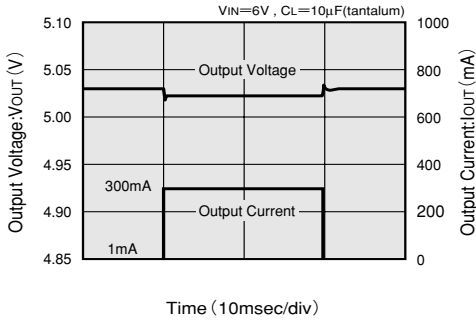 VIN=6V , CL=10μF(tantalum)
Output Voltage:VOUT (V)
5.10
5.05
5.00
4.95
4.90
4.85
Output Voltage
300mA
Output Current
1mA
1000
800
600
400
200
0
Output Current:IOUT (mA)
Time (10msec/div)